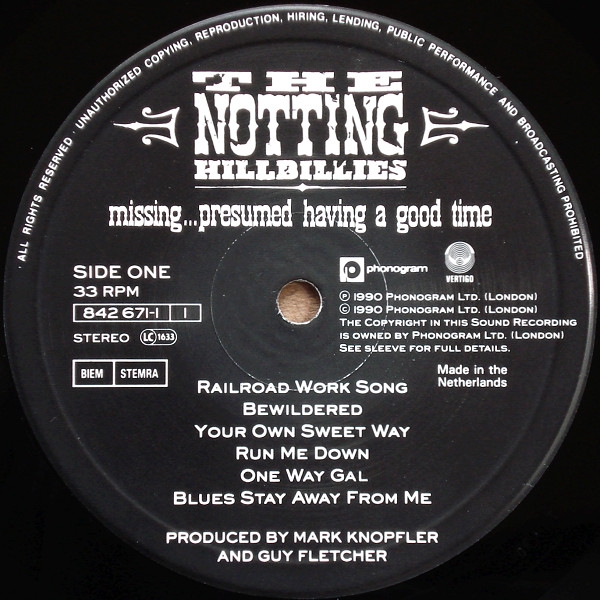 ALL RIGHTS RESERVED · UNAUTHORIZED COPYING, REPRODUCTION, HIRING, LENDING, PUBLIC PERFORMANCE AND BROADCASTING PROHIBITED
THE
NOTTING
HILLBILLIES
missing...presumed having a good time
SIDE ONE
33 RPM
842 671-1 1
STEREO LC 1633
BIEM STEMRA
p phonogram
VERTIGO
℗ 1990 PHONOGRAM LTD. (LONDON)
© 1990 PHONOGRAM LTD. (LONDON)
THE COPYRIGHT IN THIS SOUND RECORDING
IS OWNED BY PHONOGRAM LTD. (LONDON)
SEE SLEEVE FOR FULL DETAILS.
Made in the
Netherlands
RAILROAD WORK SONG
BEWILDERED
YOUR OWN SWEET WAY
RUN ME DOWN
ONE WAY GAL
BLUES STAY AWAY FROM ME
PRODUCED BY MARK KNOPFLER
AND GUY FLETCHER